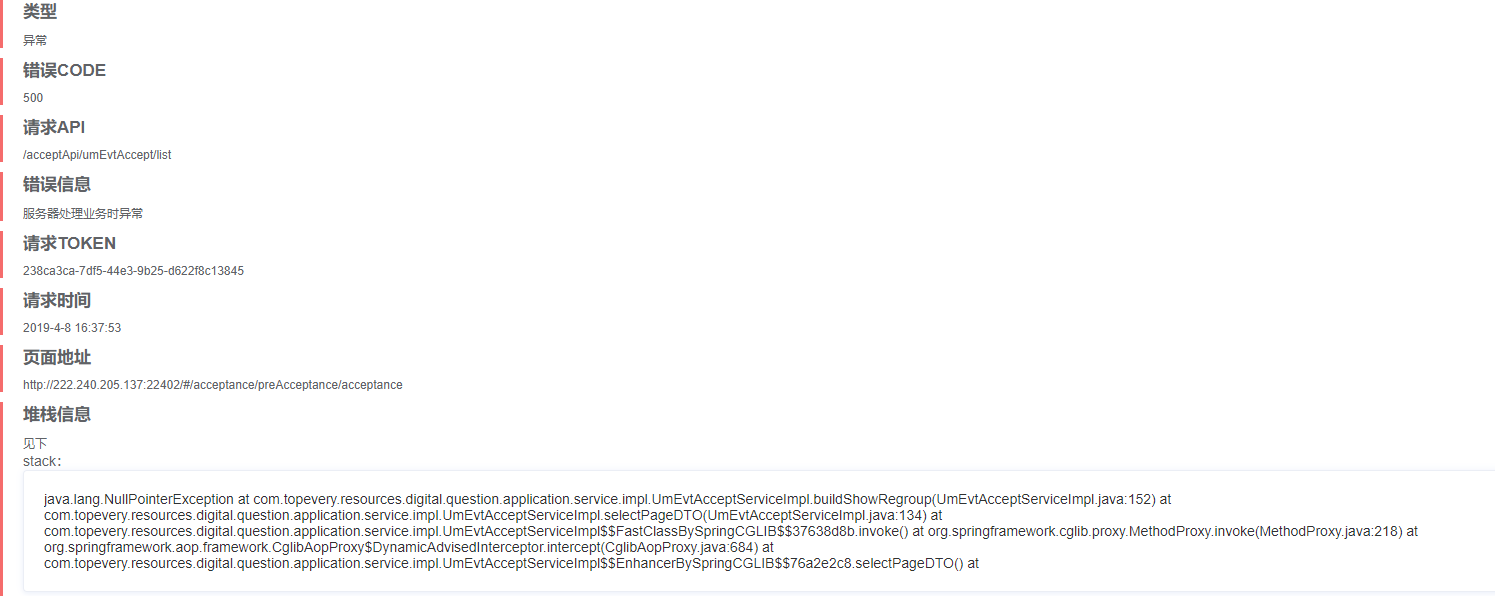 类型
异常
错误CODE
500
请求API
/acceptApi/umEvtAccept/list
错误信息
服务器处理业务时异常
请求TOKEN
238ca3ca-7df5-44e3-9b25-d622f8c13845
请求时间
2019-4-8 16:37:53
页面地址
http://222.240.205.137:22402/#/acceptance/preAcceptance/acceptance
堆栈信息
见下
stack：
java.lang.NullPointerException at com.topevery.resources.digital.question.application.service.impl.UmEvtAcceptServiceImpl.buildShowRegroup(UmEvtAcceptServiceImpl.java:152) at
com.topevery.resources.digital.question.application.service.impl.UmEvtAcceptServiceImpl.selectPageDTO(UmEvtAcceptServiceImpl.java:134) at
com.topevery.resources.digital.question.application.service.impl.UmEvtAcceptServiceImpl$$FastClassBySpringCGLIB$$37638d8b.invoke() at org.springframework.cglib.proxy.MethodProxy.invoke(MethodProxy.java:218) at
org.springframework.aop.framework.CglibAopProxy$DynamicAdvisedInterceptor.intercept(CglibAopProxy.java:684) at
com.topevery.resources.digital.question.application.service.impl.UmEvtAcceptServiceImpl$$EnhancerBySpringCGLIB$$76a2e2c8.selectPageDTO() at